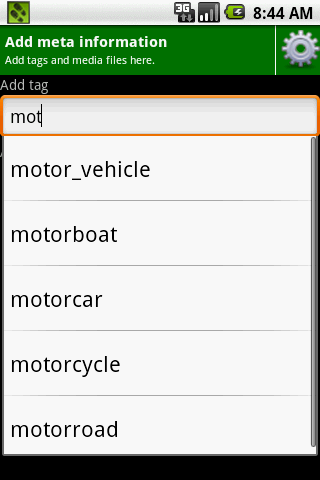 3G 8:44 AM
Add meta information
Add tags and media files here.
Add tag
mot
motor_vehicle
motorboat
motorcar
motorcycle
motorroad